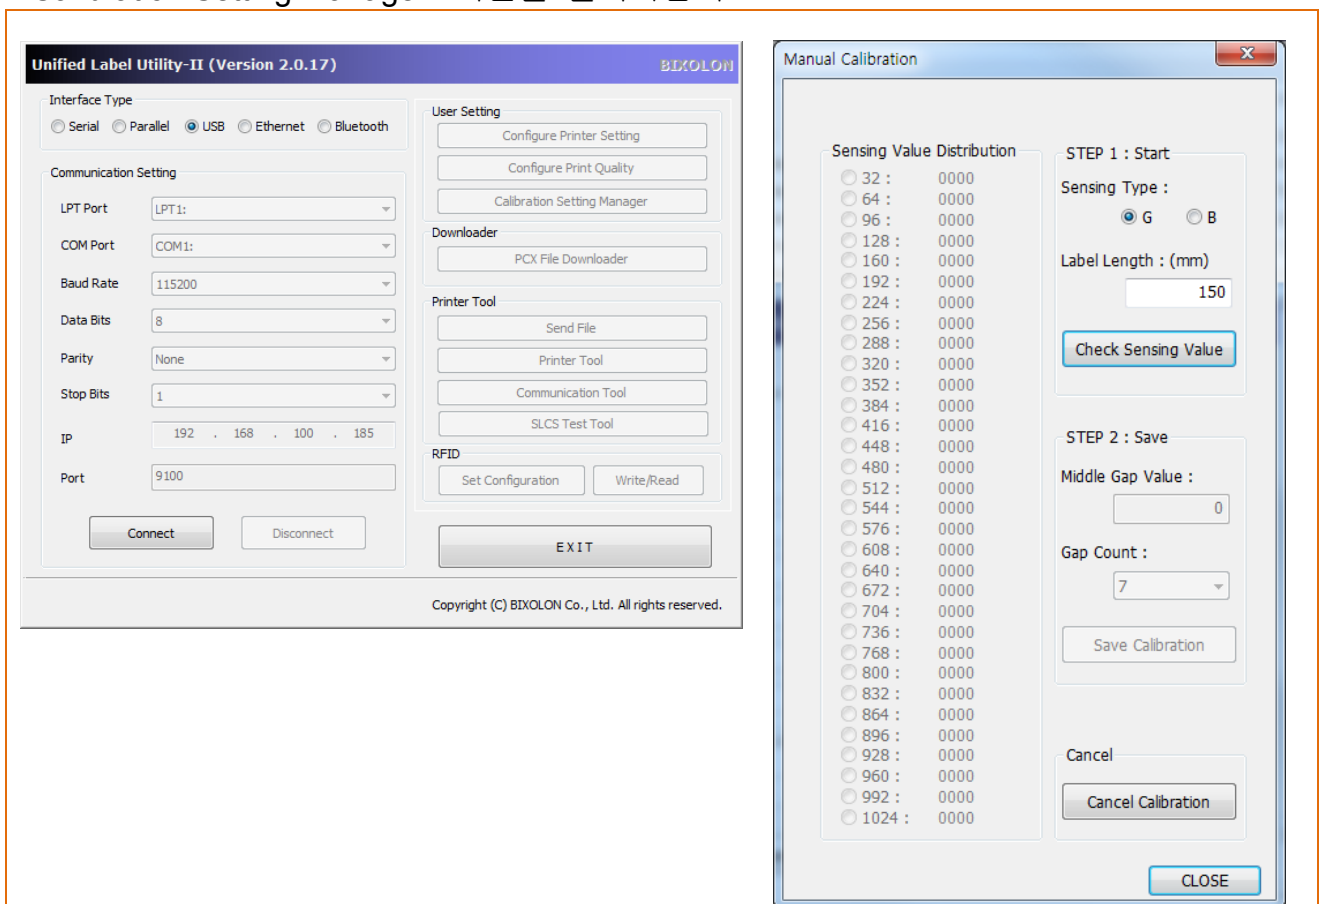 Unified Label Utility-II (Version 2.0.17)
BIXOLON
Interface Type
Serial Parallel USB Ethernet Bluetooth
Communication Setting
LPT Port LPT1:
COM Port COM1:
Baud Rate 115200
Data Bits 8
Parity None
Stop Bits 1
IP 192 . 168 . 100 . 185
Port 9100
Connect Disconnect
User Setting
Configure Printer Setting
Configure Print Quality
Calibration Setting Manager
Downloader
PCX File Downloader
Printer Tool
Send File
Printer Tool
Communication Tool
SLCS Test Tool
RFID
Set Configuration Write/Read
EXIT
Copyright (C) BIXOLON Co., Ltd. All rights reserved.
Manual Calibration
Sensing Value Distribution
32 : 0000
64 : 0000
96 : 0000
128 : 0000
160 : 0000
192 : 0000
224 : 0000
256 : 0000
288 : 0000
320 : 0000
352 : 0000
384 : 0000
416 : 0000
448 : 0000
480 : 0000
512 : 0000
544 : 0000
576 : 0000
608 : 0000
640 : 0000
672 : 0000
704 : 0000
736 : 0000
768 : 0000
800 : 0000
832 : 0000
864 : 0000
896 : 0000
928 : 0000
960 : 0000
992 : 0000
1024 : 0000
STEP 1 : Start
Sensing Type :
G B
Label Length : (mm)
150
Check Sensing Value
STEP 2 : Save
Middle Gap Value :
0
Gap Count :
7
Save Calibration
Cancel
Cancel Calibration
CLOSE